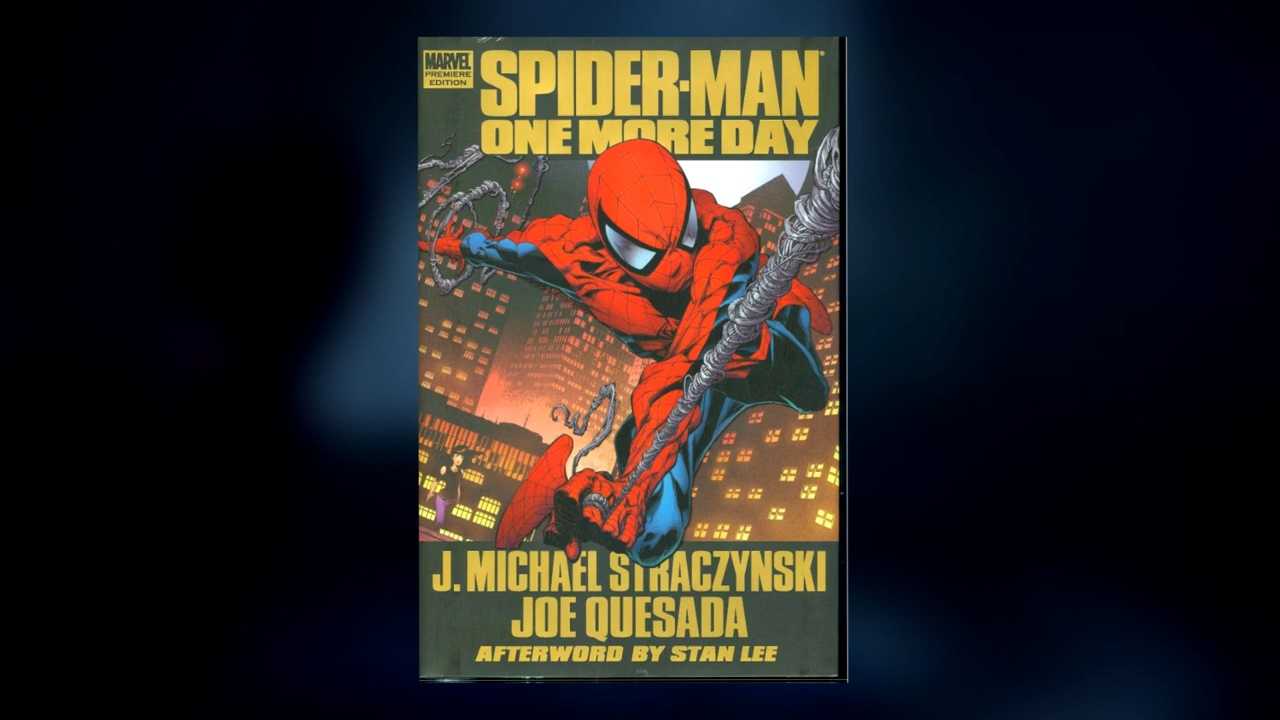 MARVEL
PREMIERE
EDITION
SPIDER-MAN
ONE MORE DAY
J. MICHAEL STRACZYNSKI
JOE QUESADA
AFTERWORD BY STAN LEE